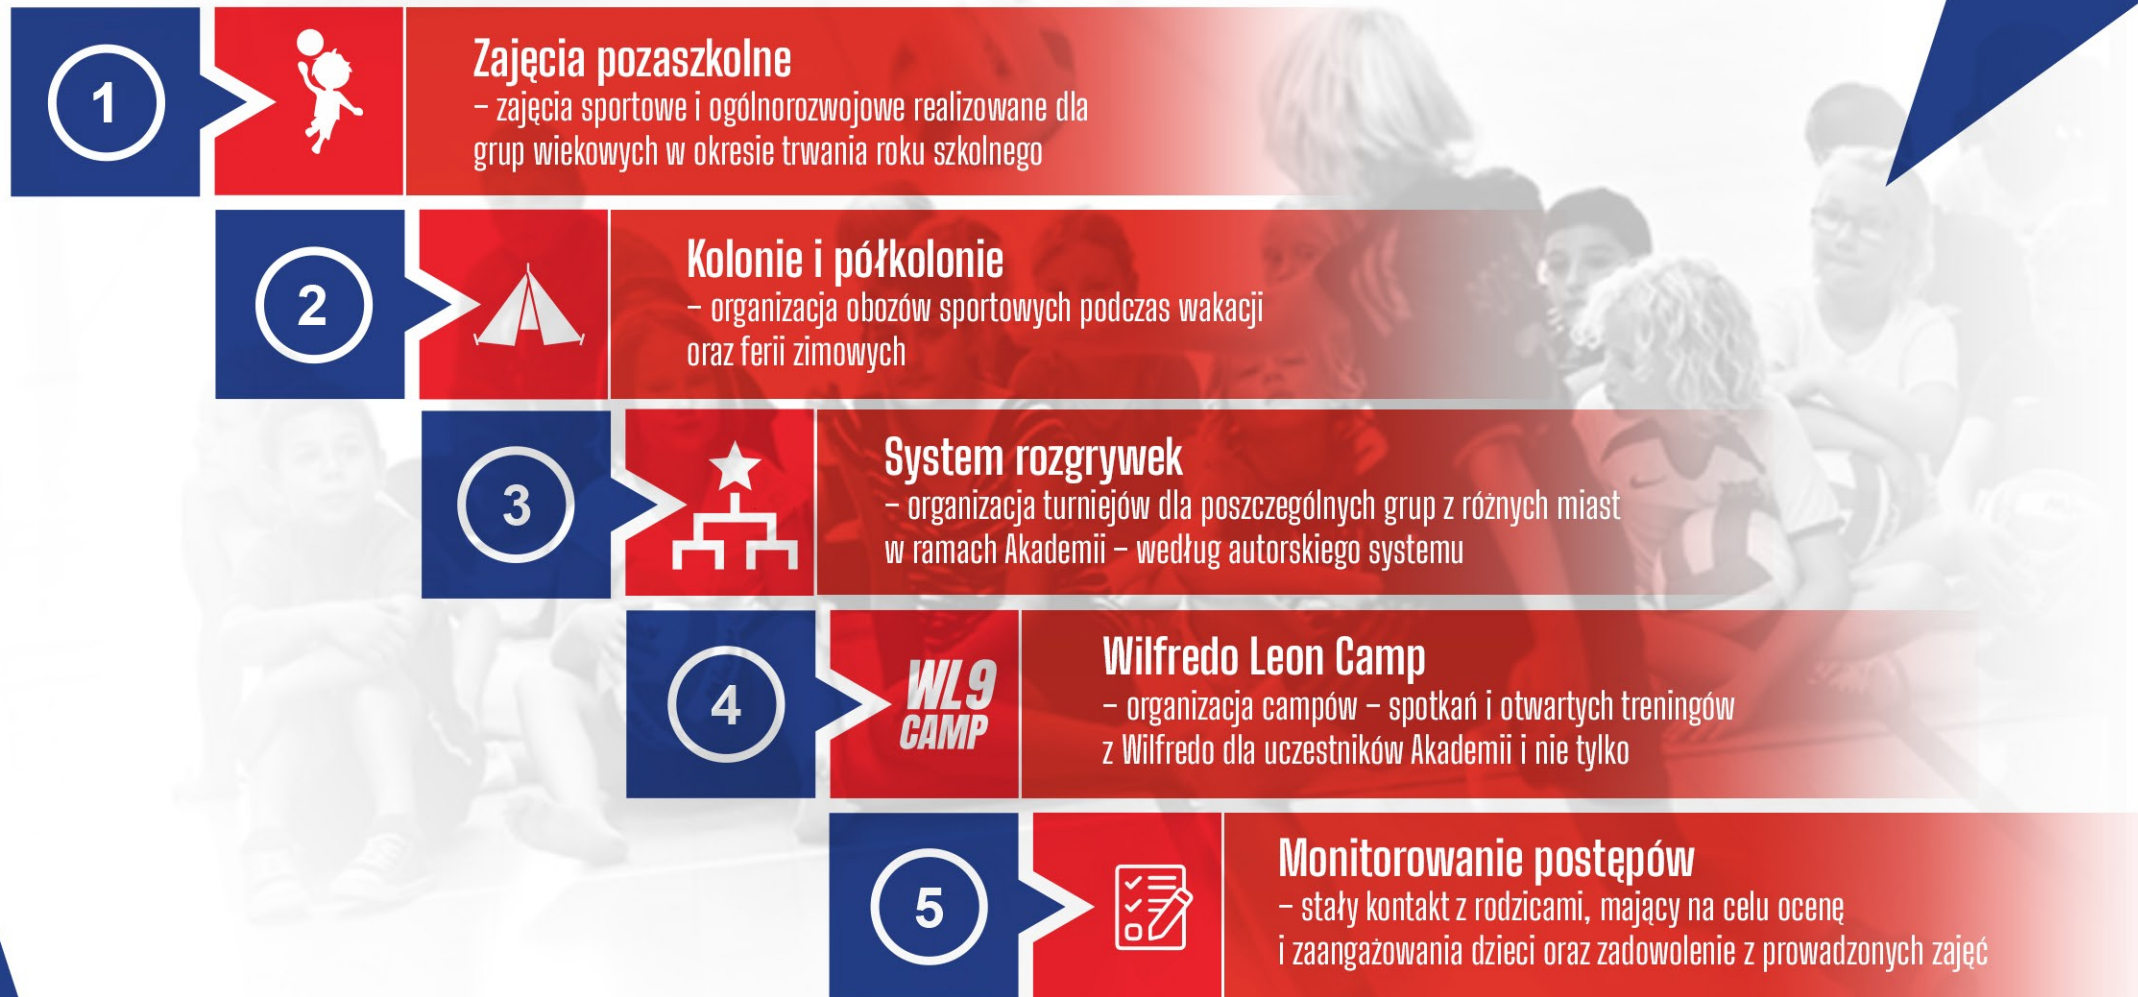 1
Zajęcia pozaszkolne
– zajęcia sportowe i ogólnorozwojowe realizowane dla
grup wiekowych w okresie trwania roku szkolnego
2
Kolonie i półkolonie
– organizacja obozów sportowych podczas wakacji
oraz ferii zimowych
3
System rozgrywek
– organizacja turniejów dla poszczególnych grup z różnych miast
w ramach Akademii – według autorskiego systemu
4
WL9
CAMP
Wilfredo Leon Camp
– organizacja campów – spotkań i otwartych treningów
z Wilfredo dla uczestników Akademii i nie tylko
5
Monitorowanie postępów
– stały kontakt z rodzicami, mający na celu ocenę
i zaangażowania dzieci oraz zadowolenie z prowadzonych zajęć